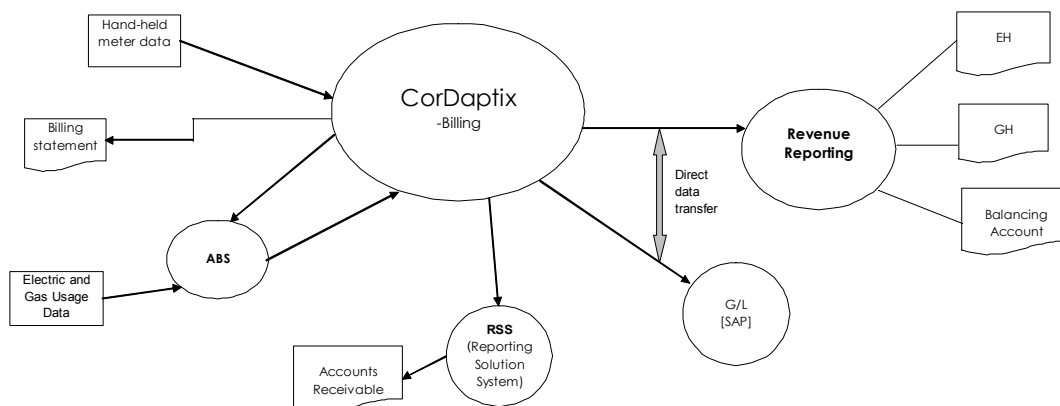 Hand-held
meter data
CorDaptix
-Billing
EH
Billing
statement
Revenue
Reporting
GH
Direct
data
transfer
Balancing
Account
ABS
Electric and
Gas Usage
Data
G/L
[SAP]
RSS
(Reporting
Solution
System)
Accounts
Receivable